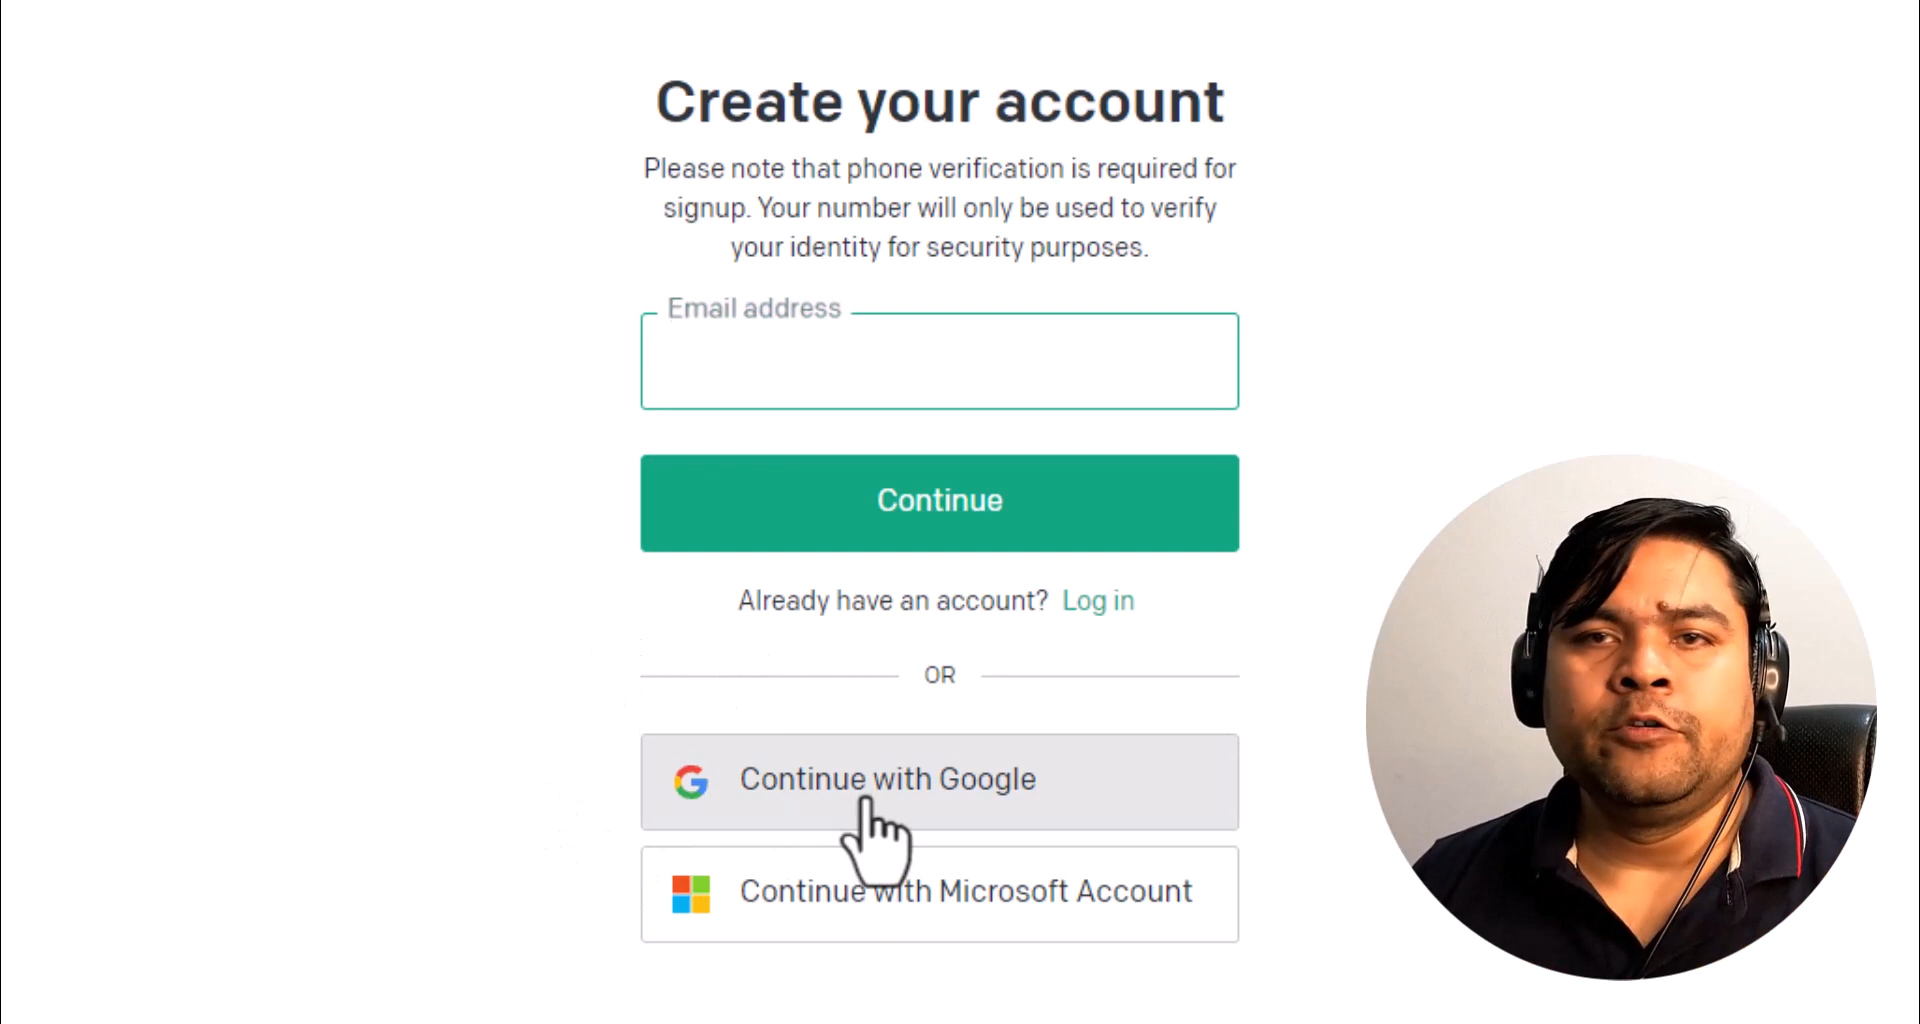 Create your account
Please note that phone verification is required for
signup. Your number will only be used to verify
your identity for security purposes.
Email address
Continue
Already have an account? Log in
OR
Continue with Google
Continue with Microsoft Account